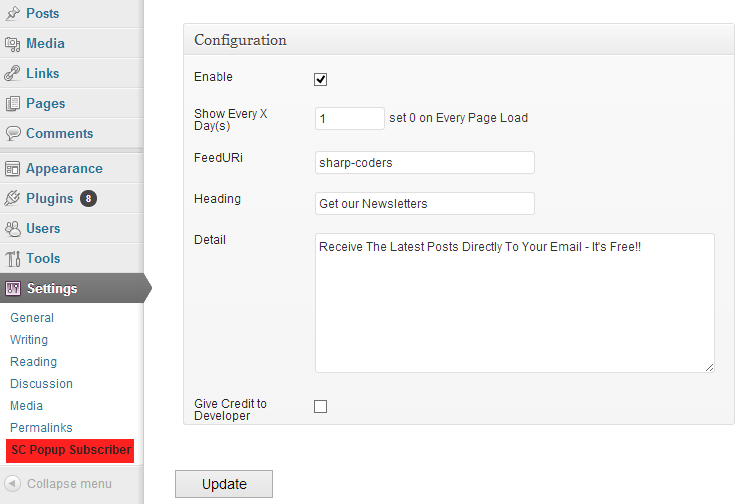 Posts
Media
Links
Pages
Comments
Appearance
Plugins 8
Users
Tools
Settings
General
Writing
Reading
Discussion
Media
Permalinks
SC Popup Subscriber
Collapse menu
Configuration
Enable
Show Every X
Day(s)
1 set 0 on Every Page Load
FeedURi
sharp-coders
Heading
Get our Newsletters
Detail
Receive The Latest Posts Directly To Your Email - It's Free!!
Give Credit to
Developer
Update